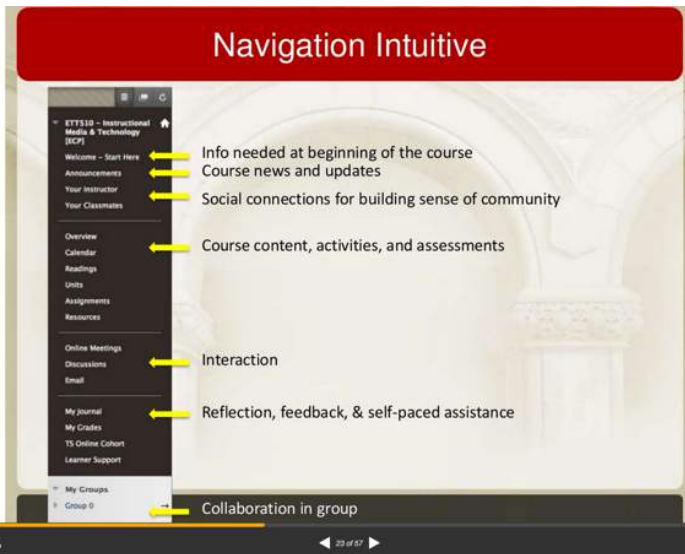 Navigation Intuitive
ETT510 – Instructional
Media & Technology
[ECP]
Welcome – Start Here
Info needed at beginning of the course
Announcements
Course news and updates
Your Instructor
Social connections for building sense of community
Your Classmates
Overview
Course content, activities, and assessments
Calendar
Readings
Units
Assignments
Resources
Online Meetings
Discussions
Interaction
Email
My Journal
Reflection, feedback, & self-paced assistance
My Grades
TS Online Cohort
Learner Support
My Groups
Group 0
Collaboration in group
23 of 57